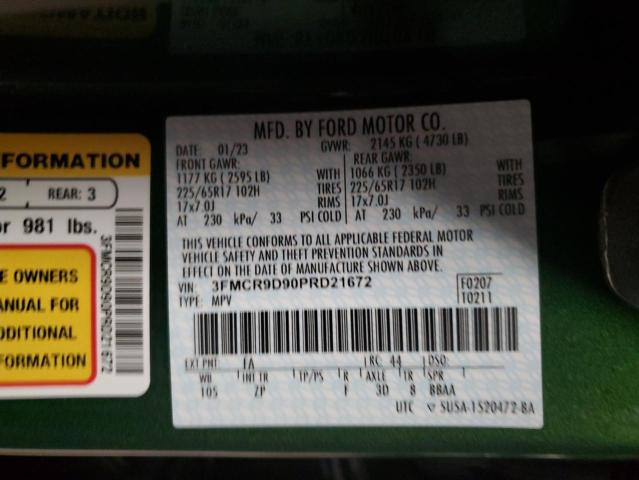 FORMATION
2 REAR: 3
or 981 lbs.
E OWNERS
ANUAL FOR
DDITIONAL
FORMATION
3FMCR9D90PRD21672
MFD. BY FORD MOTOR CO.
DATE: 01/23 GVWR: 2145 KG ( 4730 LB)
FRONT GAWR: REAR GAWR:
1177 KG ( 2595 LB) WITH 1066 KG ( 2350 LB) WITH
225/65R17 102H TIRES 225/65R17 102H TIRES
17x7.0J RIMS 17x7.0J RIMS
AT 230 kPa/ 33 PSI COLD AT 230 kPa/ 33 PSI COLD
THIS VEHICLE CONFORMS TO ALL APPLICABLE FEDERAL MOTOR
VEHICLE SAFETY AND THEFT PREVENTION STANDARDS IN
EFFECT ON THE DATE OF MANUFACTURE SHOWN ABOVE.
VIN: 3FMCR9D90PRD21672 F0207
TYPE: MPV T0211
EXT PNT: RC: 44 DSO:
WB INT TR TP/PS R AXLE TR SPR
105 ZP 3D 8 BBAA
UTC SUSA-1520472-BA